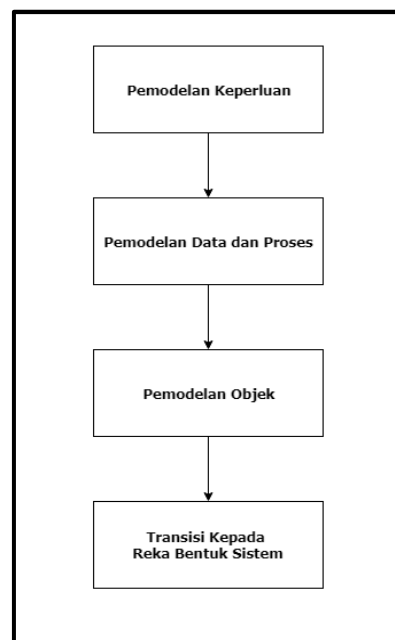 Pemodelan Keperluan
Pemodelan Data dan Proses
Pemodelan Objek
Transisi Kepada
Reka Bentuk Sistem